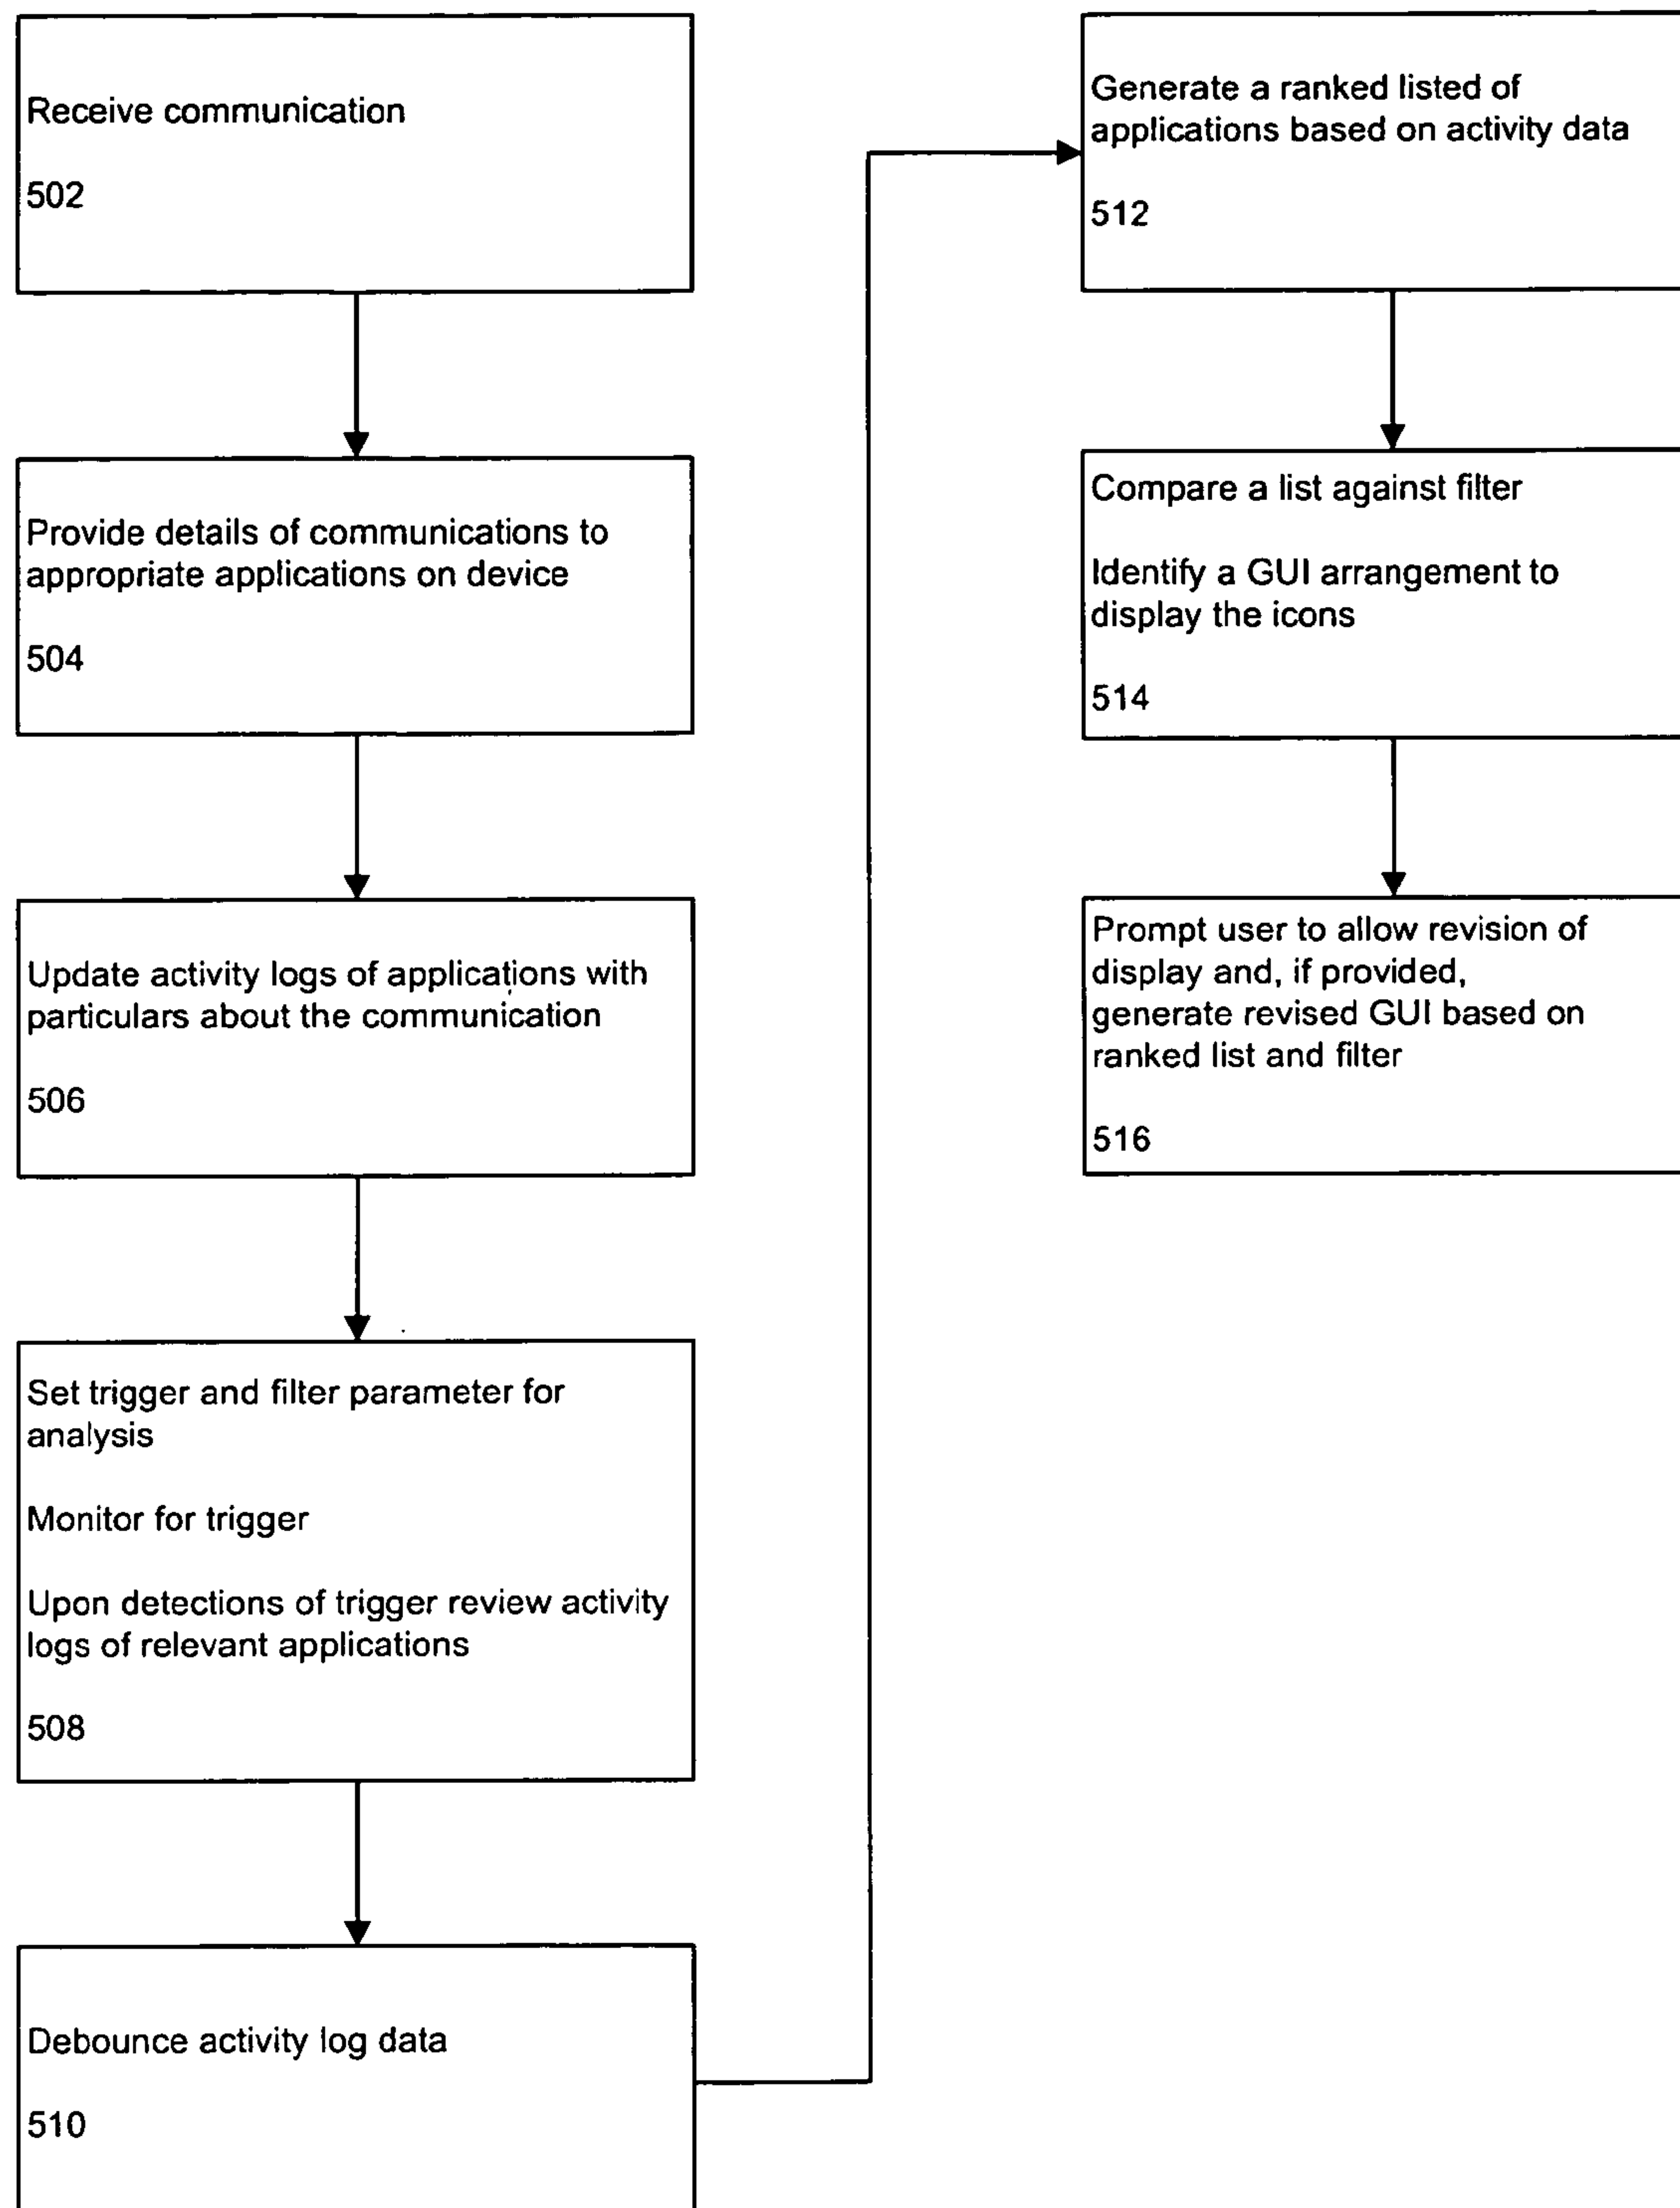 Receive communication
502
Provide details of communications to
appropriate applications on device
504
Update activity logs of applications with
particulars about the communication
506
Set trigger and filter parameter for
analysis
Monitor for trigger
Upon detections of trigger review activity
logs of relevant applications
508
Debounce activity log data
510
Generate a ranked listed of
applications based on activity data
512
Compare a list against filter
Identify a GUI arrangement to
display the icons
514
Prompt user to allow revision of
display and, if provided,
generate revised GUI based on
ranked list and filter
516